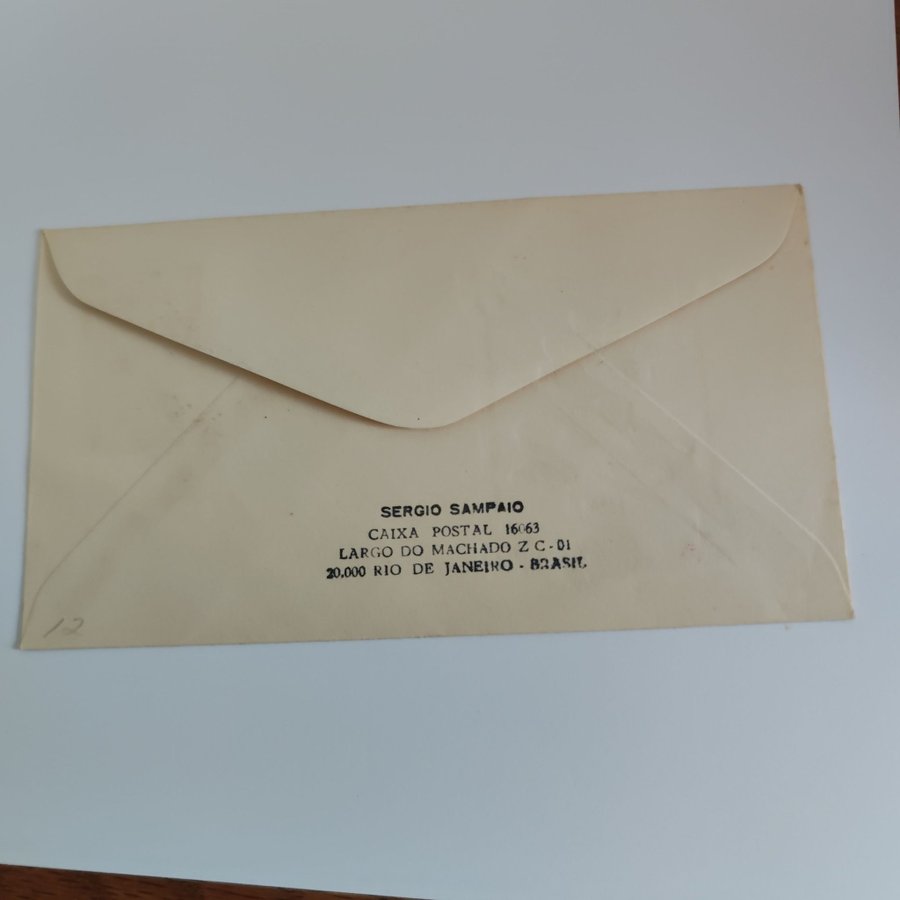 SERGIO SAMPAIO
CAIXA POSTAL 16063
LARGO DO MACHADO Z C - 01
20.000 RIO DE JANEIRO - BRASIL
12